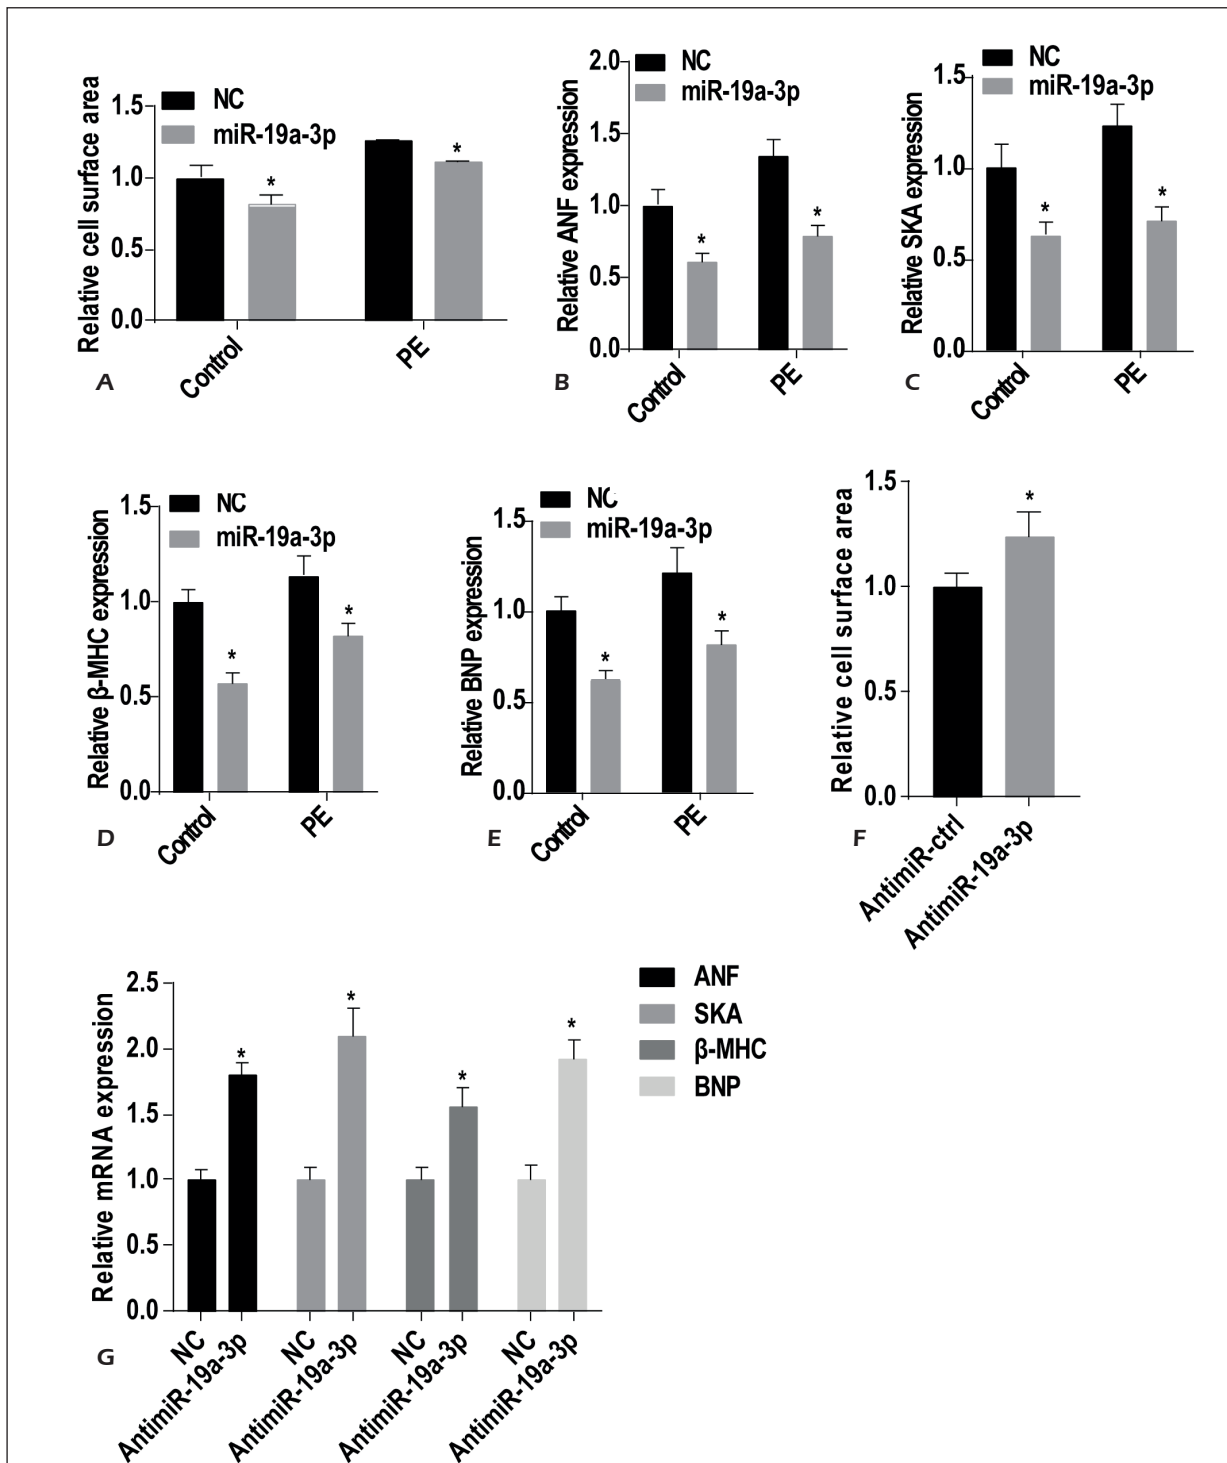 NC
miR-19a-3p
Relative cell surface area
1.5
1.0
0.5
0.0
*
*
Control
PE
A
NC
miR-19a-3p
Relative ANF expression
2.0
1.5
1.0
0.5
0.0
*
*
Control
PE
B
NC
miR-19a-3p
Relative SKA expression
1.5
1.0
0.5
0.0
*
*
Control
PE
C
NC
miR-19a-3p
Relative β-MHC expression
1.5
1.0
0.5
0.0
*
*
Control
PE
D
NC
miR-19a-3p
Relative BNP expression
1.5
1.0
0.5
0.0
*
*
Control
PE
E
Relative cell surface area
1.5
1.0
0.5
0.0
*
AntimiR-ctrl
AntimiR-19a-3p
F
Relative mRNA expression
2.5
2.0
1.5
1.0
0.5
0.0
*
*
*
*
ANF
SKA
β-MHC
BNP
NC
AntimiR-19a-3p
NC
AntimiR-19a-3p
NC
AntimiR-19a-3p
NC
AntimiR-19a-3p
G